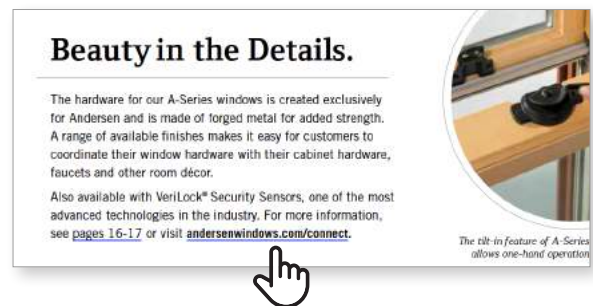 Beauty in the Details.
The hardware for our A-Series windows is created exclusively
for Andersen and is made of forged metal for added strength.
A range of available finishes makes it easy for customers to
coordinate their window hardware with their cabinet hardware,
faucets and other room décor.
Also available with VeriLock® Security Sensors, one of the most
advanced technologies in the industry. For more information,
see pages 16-17 or visit andersenwindows.com/connect.
The tilt-in feature of A-Series
allows one-hand operation